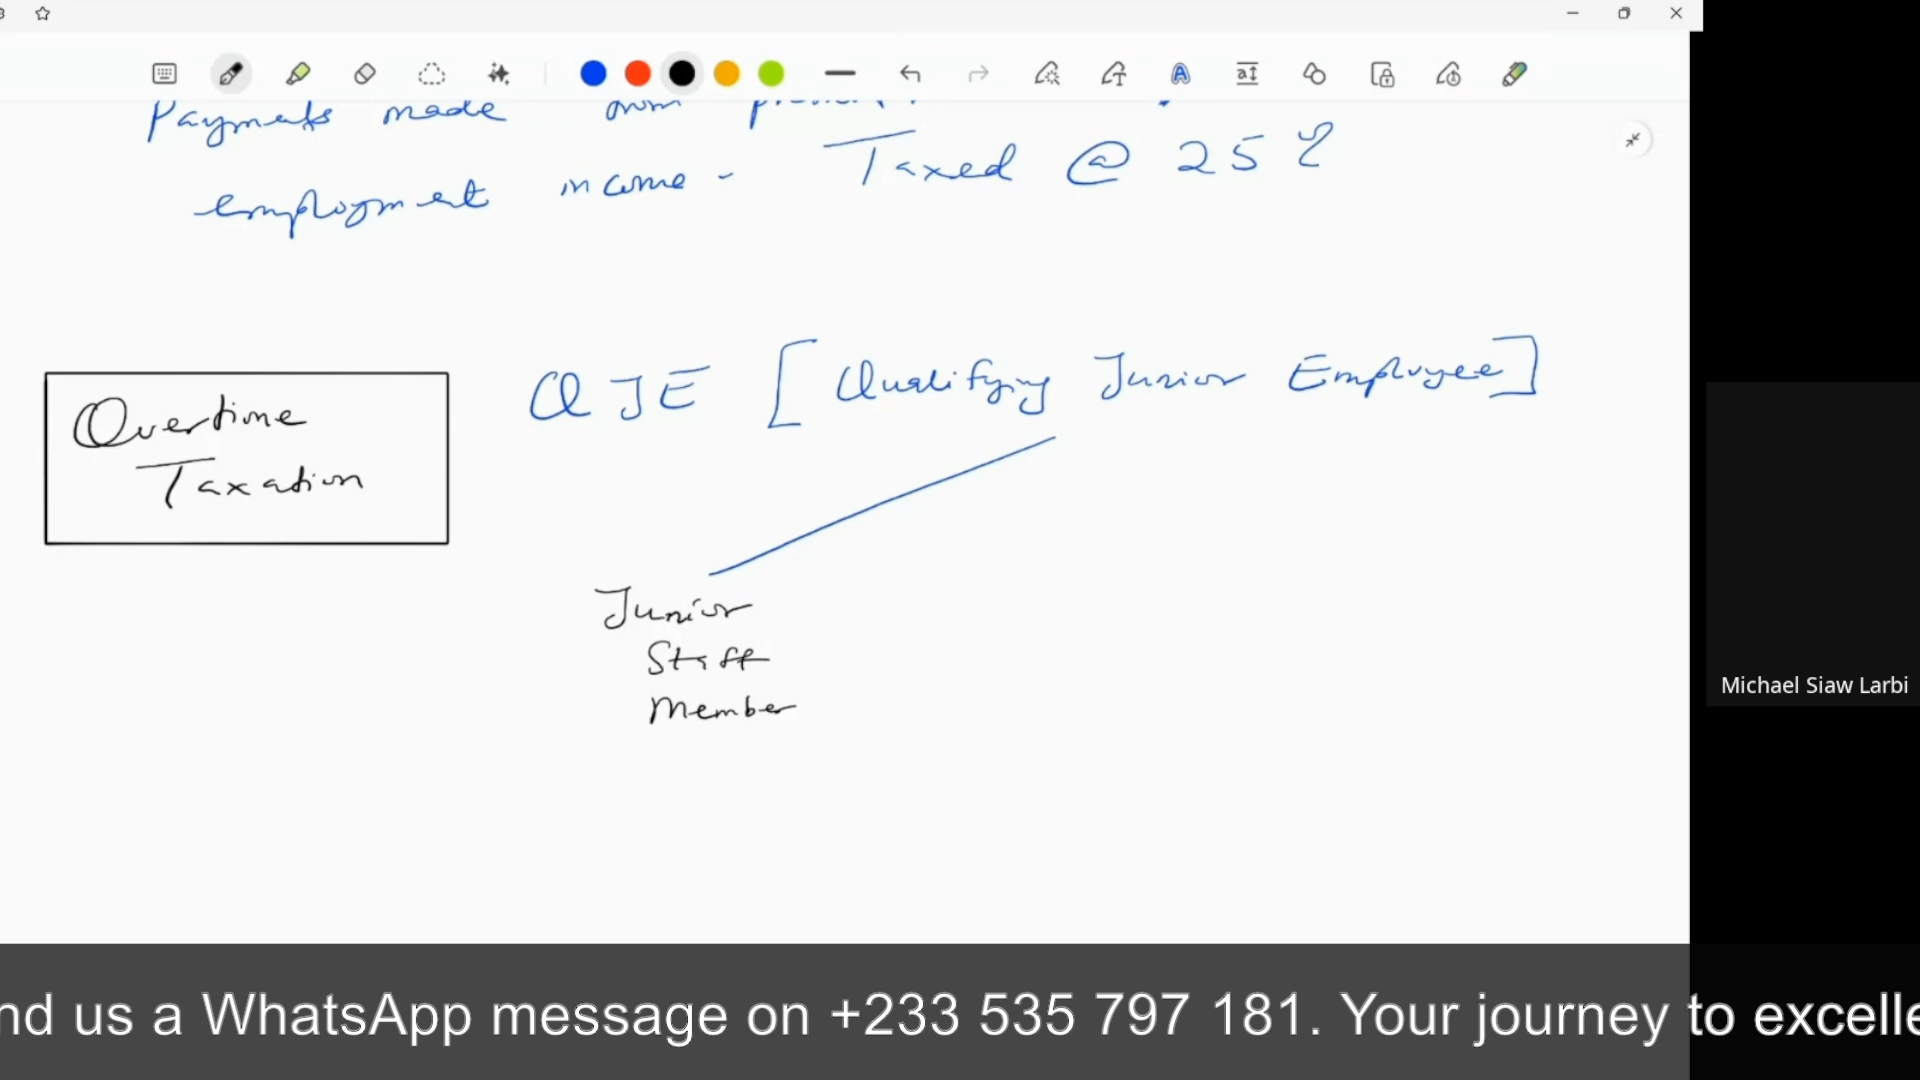 Payments made from
employment income - Taxed @ 25%
Overtime
Taxation
QJE [Qualifying Junior Employee]
Junior
Staff
Member
Michael Siaw Larbi
nd us a WhatsApp message on +233 535 797 181. Your journey to excelle